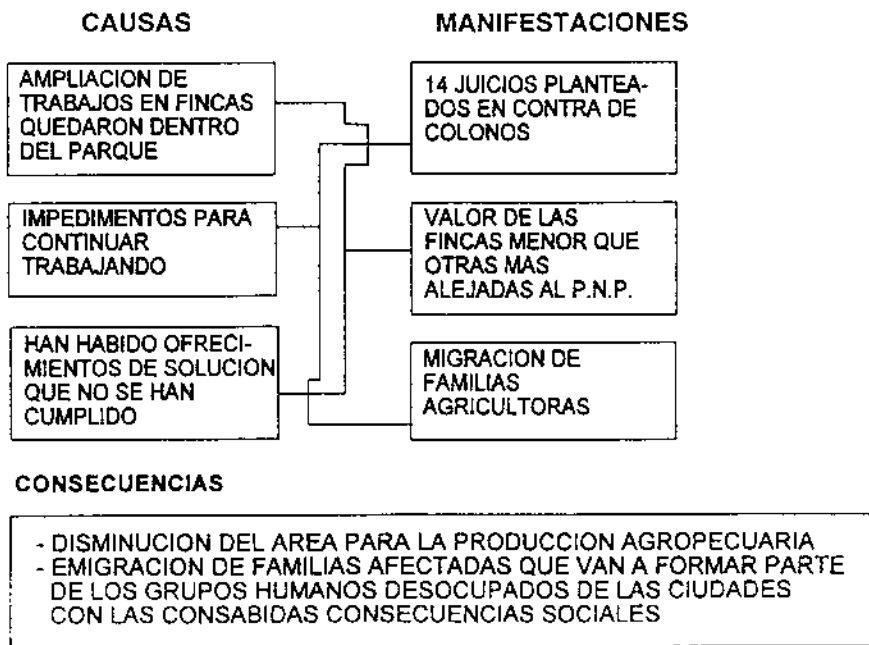 CAUSAS
MANIFESTACIONES
AMPLIACION DE
TRABAJOS EN FINCAS
QUEDARON DENTRO
DEL PARQUE
14 JUICIOS PLANTEA-
DOS EN CONTRA DE
COLONOS
IMPEDIMENTOS PARA
CONTINUAR
TRABAJANDO
VALOR DE LAS
FINCAS MENOR QUE
OTRAS MAS
ALEJADAS AL P.N.P.
HAN HABIDO OFRECI-
MIENTOS DE SOLUCION
QUE NO SE HAN
CUMPLIDO
MIGRACION DE
FAMILIAS
AGRICULTORAS
CONSECUENCIAS
- DISMINUCION DEL AREA PARA LA PRODUCCION AGROPECUARIA
- EMIGRACION DE FAMILIAS AFECTADAS QUE VAN A FORMAR PARTE
DE LOS GRUPOS HUMANOS DESOCUPADOS DE LAS CIUDADES
CON LAS CONSABIDAS CONSECUENCIAS SOCIALES